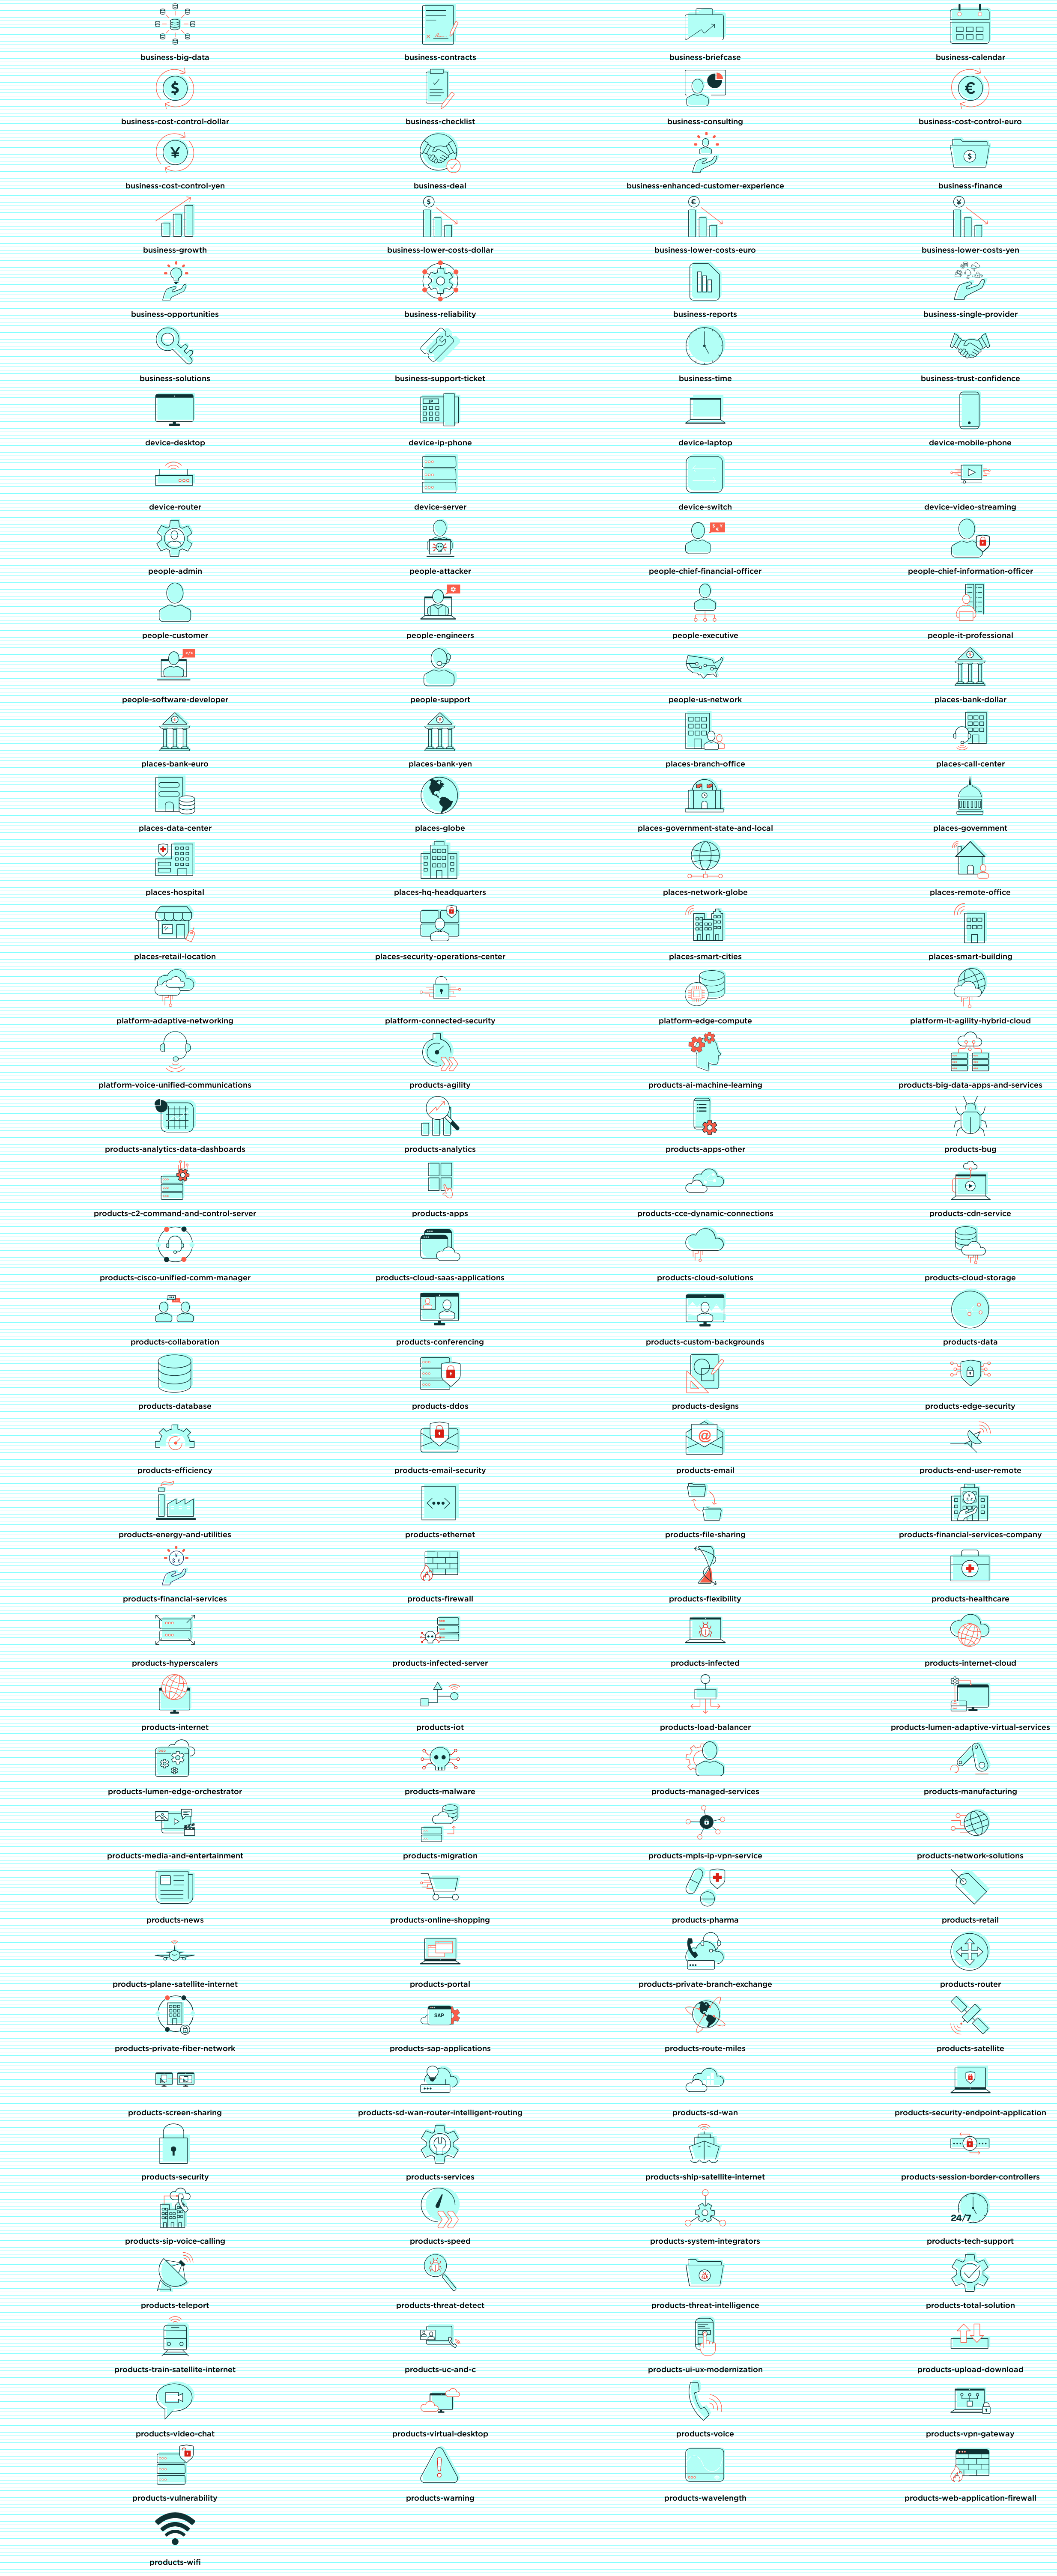 business-big-data business-contracts business-briefcase business-calendar
$ €
business-cost-control-dollar business-checklist business-consulting business-cost-control-euro
¥ $
business-cost-control-yen business-deal business-enhanced-customer-experience business-finance
$ € ¥
business-growth business-lower-costs-dollar business-lower-costs-euro business-lower-costs-yen
business-opportunities business-reliability business-reports business-single-provider
business-solutions business-support-ticket business-time business-trust-confidence
device-desktop device-ip-phone device-laptop device-mobile-phone
device-router device-server device-switch device-video-streaming
people-admin people-attacker people-chief-financial-officer people-chief-information-officer
people-customer people-engineers people-executive people-it-professional
</>
people-software-developer people-support people-us-network places-bank-dollar
places-bank-euro places-bank-yen places-branch-office places-call-center
places-data-center places-globe places-government-state-and-local places-government
places-hospital places-hq-headquarters places-network-globe places-remote-office
places-retail-location places-security-operations-center places-smart-cities places-smart-building
platform-adaptive-networking platform-connected-security platform-edge-compute platform-it-agility-hybrid-cloud
platform-voice-unified-communications products-agility products-ai-machine-learning products-big-data-apps-and-services
products-analytics-data-dashboards products-analytics products-apps-other products-bug
products-c2-command-and-control-server products-apps products-cce-dynamic-connections products-cdn-service
products-cisco-unified-comm-manager products-cloud-saas-applications products-cloud-solutions products-cloud-storage
products-collaboration products-conferencing products-custom-backgrounds products-data
products-database products-ddos products-designs products-edge-security
@
products-efficiency products-email-security products-email products-end-user-remote
products-energy-and-utilities products-ethernet products-file-sharing products-financial-services-company
products-financial-services products-firewall products-flexibility products-healthcare
products-hyperscalers products-infected-server products-infected products-internet-cloud
products-internet products-iot products-load-balancer products-lumen-adaptive-virtual-services
products-lumen-edge-orchestrator products-malware products-managed-services products-manufacturing
products-media-and-entertainment products-migration products-mpls-ip-vpn-service products-network-solutions
products-news products-online-shopping products-pharma products-retail
products-plane-satellite-internet products-portal products-private-branch-exchange products-router
SAP
products-private-fiber-network products-sap-applications products-route-miles products-satellite
products-screen-sharing products-sd-wan-router-intelligent-routing products-sd-wan products-security-endpoint-application
products-security products-services products-ship-satellite-internet products-session-border-controllers
24/7
products-sip-voice-calling products-speed products-system-integrators products-tech-support
products-teleport products-threat-detect products-threat-intelligence products-total-solution
products-train-satellite-internet products-uc-and-c products-ui-ux-modernization products-upload-download
products-video-chat products-virtual-desktop products-voice products-vpn-gateway
products-vulnerability products-warning products-wavelength products-web-application-firewall
products-wifi